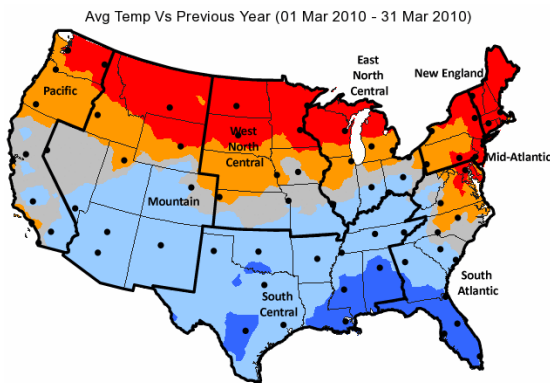 Avg Temp Vs Previous Year (01 Mar 2010 - 31 Mar 2010)
East
North
Central
New England
Pacific
West
North
Central
Mid-Atlantic
Mountain
South
Central
South
Atlantic